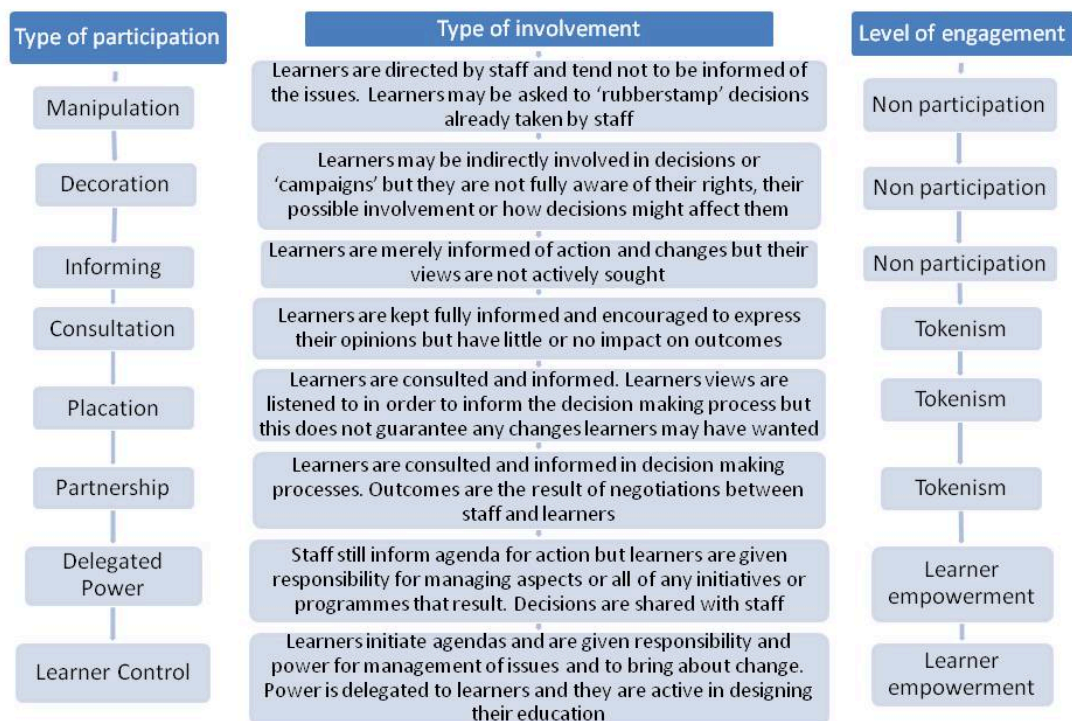 Type of participation
Type of involvement
Level of engagement
Manipulation
Learners are directed by staff and tend not to be informed of
the issues. Learners may be asked to ‘rubberstamp’ decisions
already taken by staff
Non participation
Decoration
Learners may be indirectly involved in decisions or
‘campaigns’ but they are not fully aware of their rights, their
possible involvement or how decisions might affect them
Non participation
Informing
Learners are merely informed of action and changes but their
views are not actively sought
Non participation
Consultation
Learners are kept fully informed and encouraged to express
their opinions but have little or no impact on outcomes
Tokenism
Placation
Learners are consulted and informed. Learners views are
listened to in order to inform the decision making process but
this does not guarantee any changes learners may have wanted
Tokenism
Partnership
Learners are consulted and informed in decision making
processes. Outcomes are the result of negotiations between
staff and learners
Tokenism
Delegated
Power
Staff still inform agenda for action but learners are given
responsibility for managing aspects or all of any initiatives or
programmes that result. Decisions are shared with staff
Learner
empowerment
Learner Control
Learners initiate agendas and are given responsibility and
power for management of issues and to bring about change.
Power is delegated to learners and they are active in designing
their education
Learner
empowerment